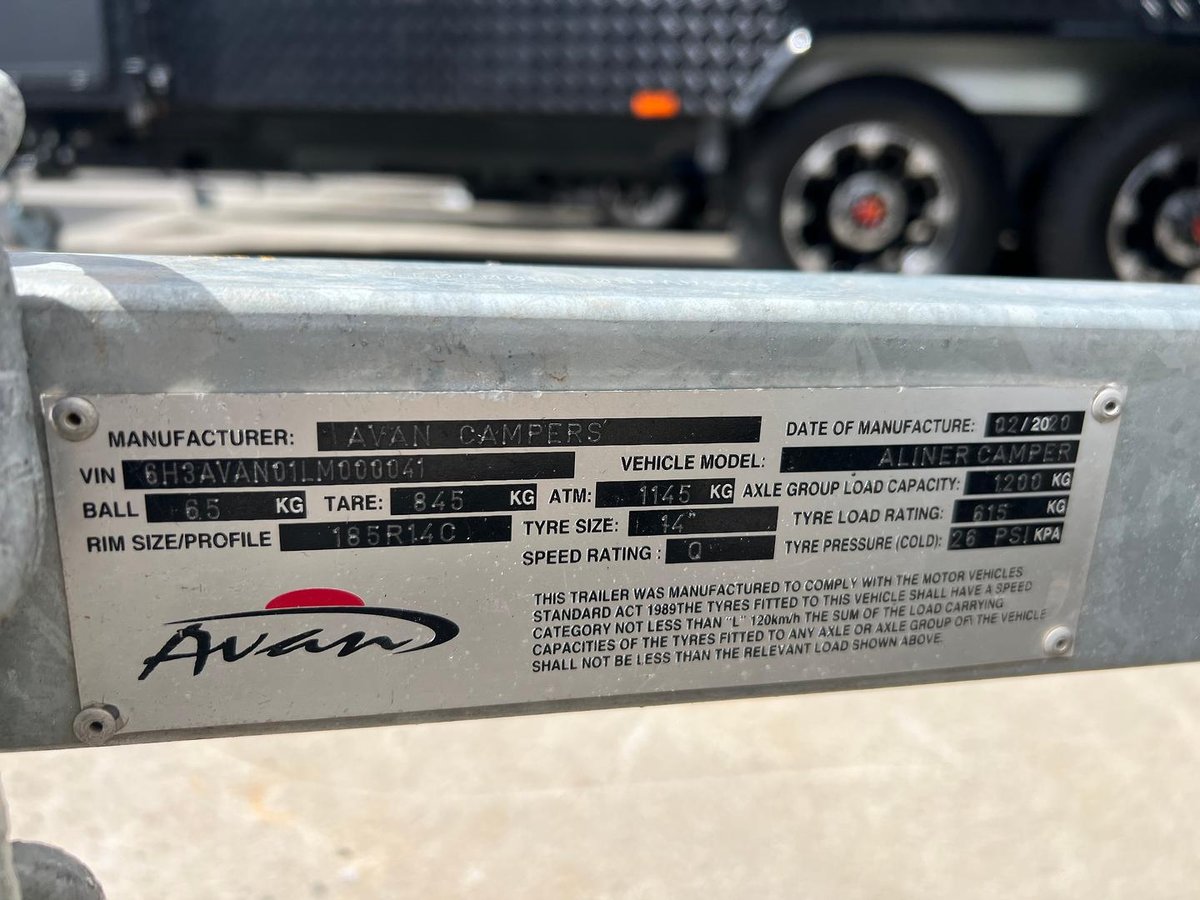 MANUFACTURER: AVAN CAMPERS DATE OF MANUFACTURE: 02/2020
VIN 6H3AVAN01LM000041 VEHICLE MODEL: ALINER CAMPER
BALL 65 KG TARE: 845 KG ATM: 1145 KG AXLE GROUP LOAD CAPACITY: 1200 KG
RIM SIZE/PROFILE 185R14C TYRE SIZE: 14" TYRE LOAD RATING: 615 KG
SPEED RATING : Q TYRE PRESSURE (COLD): 26 PSI KPA
Avan
THIS TRAILER WAS MANUFACTURED TO COMPLY WITH THE MOTOR VEHICLES
STANDARD ACT 1989THE TYRES FITTED TO THIS VEHICLE SHALL HAVE A SPEED
CATEGORY NOT LESS THAN "L" 120km/h THE SUM OF THE LOAD CARRYING
CAPACITIES OF THE TYRES FITTED TO ANY AXLE OR AXLE GROUP OF THE VEHICLE
SHALL NOT BE LESS THAN THE RELEVANT LOAD SHOWN ABOVE.